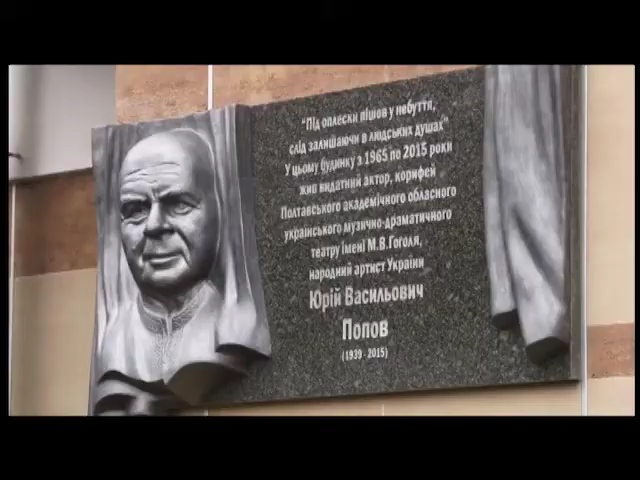 "Під оплески пішов у небуття,
слід залишаючи в людських душах"
У цьому будинку з 1965 по 2015 роки
жив видатний актор, корифей
Полтавського академічного обласного
українського музично-драматичного
театру імені М.В.Гоголя,
народний артист України
Юрій Васильович
Попов
(1939 - 2015)